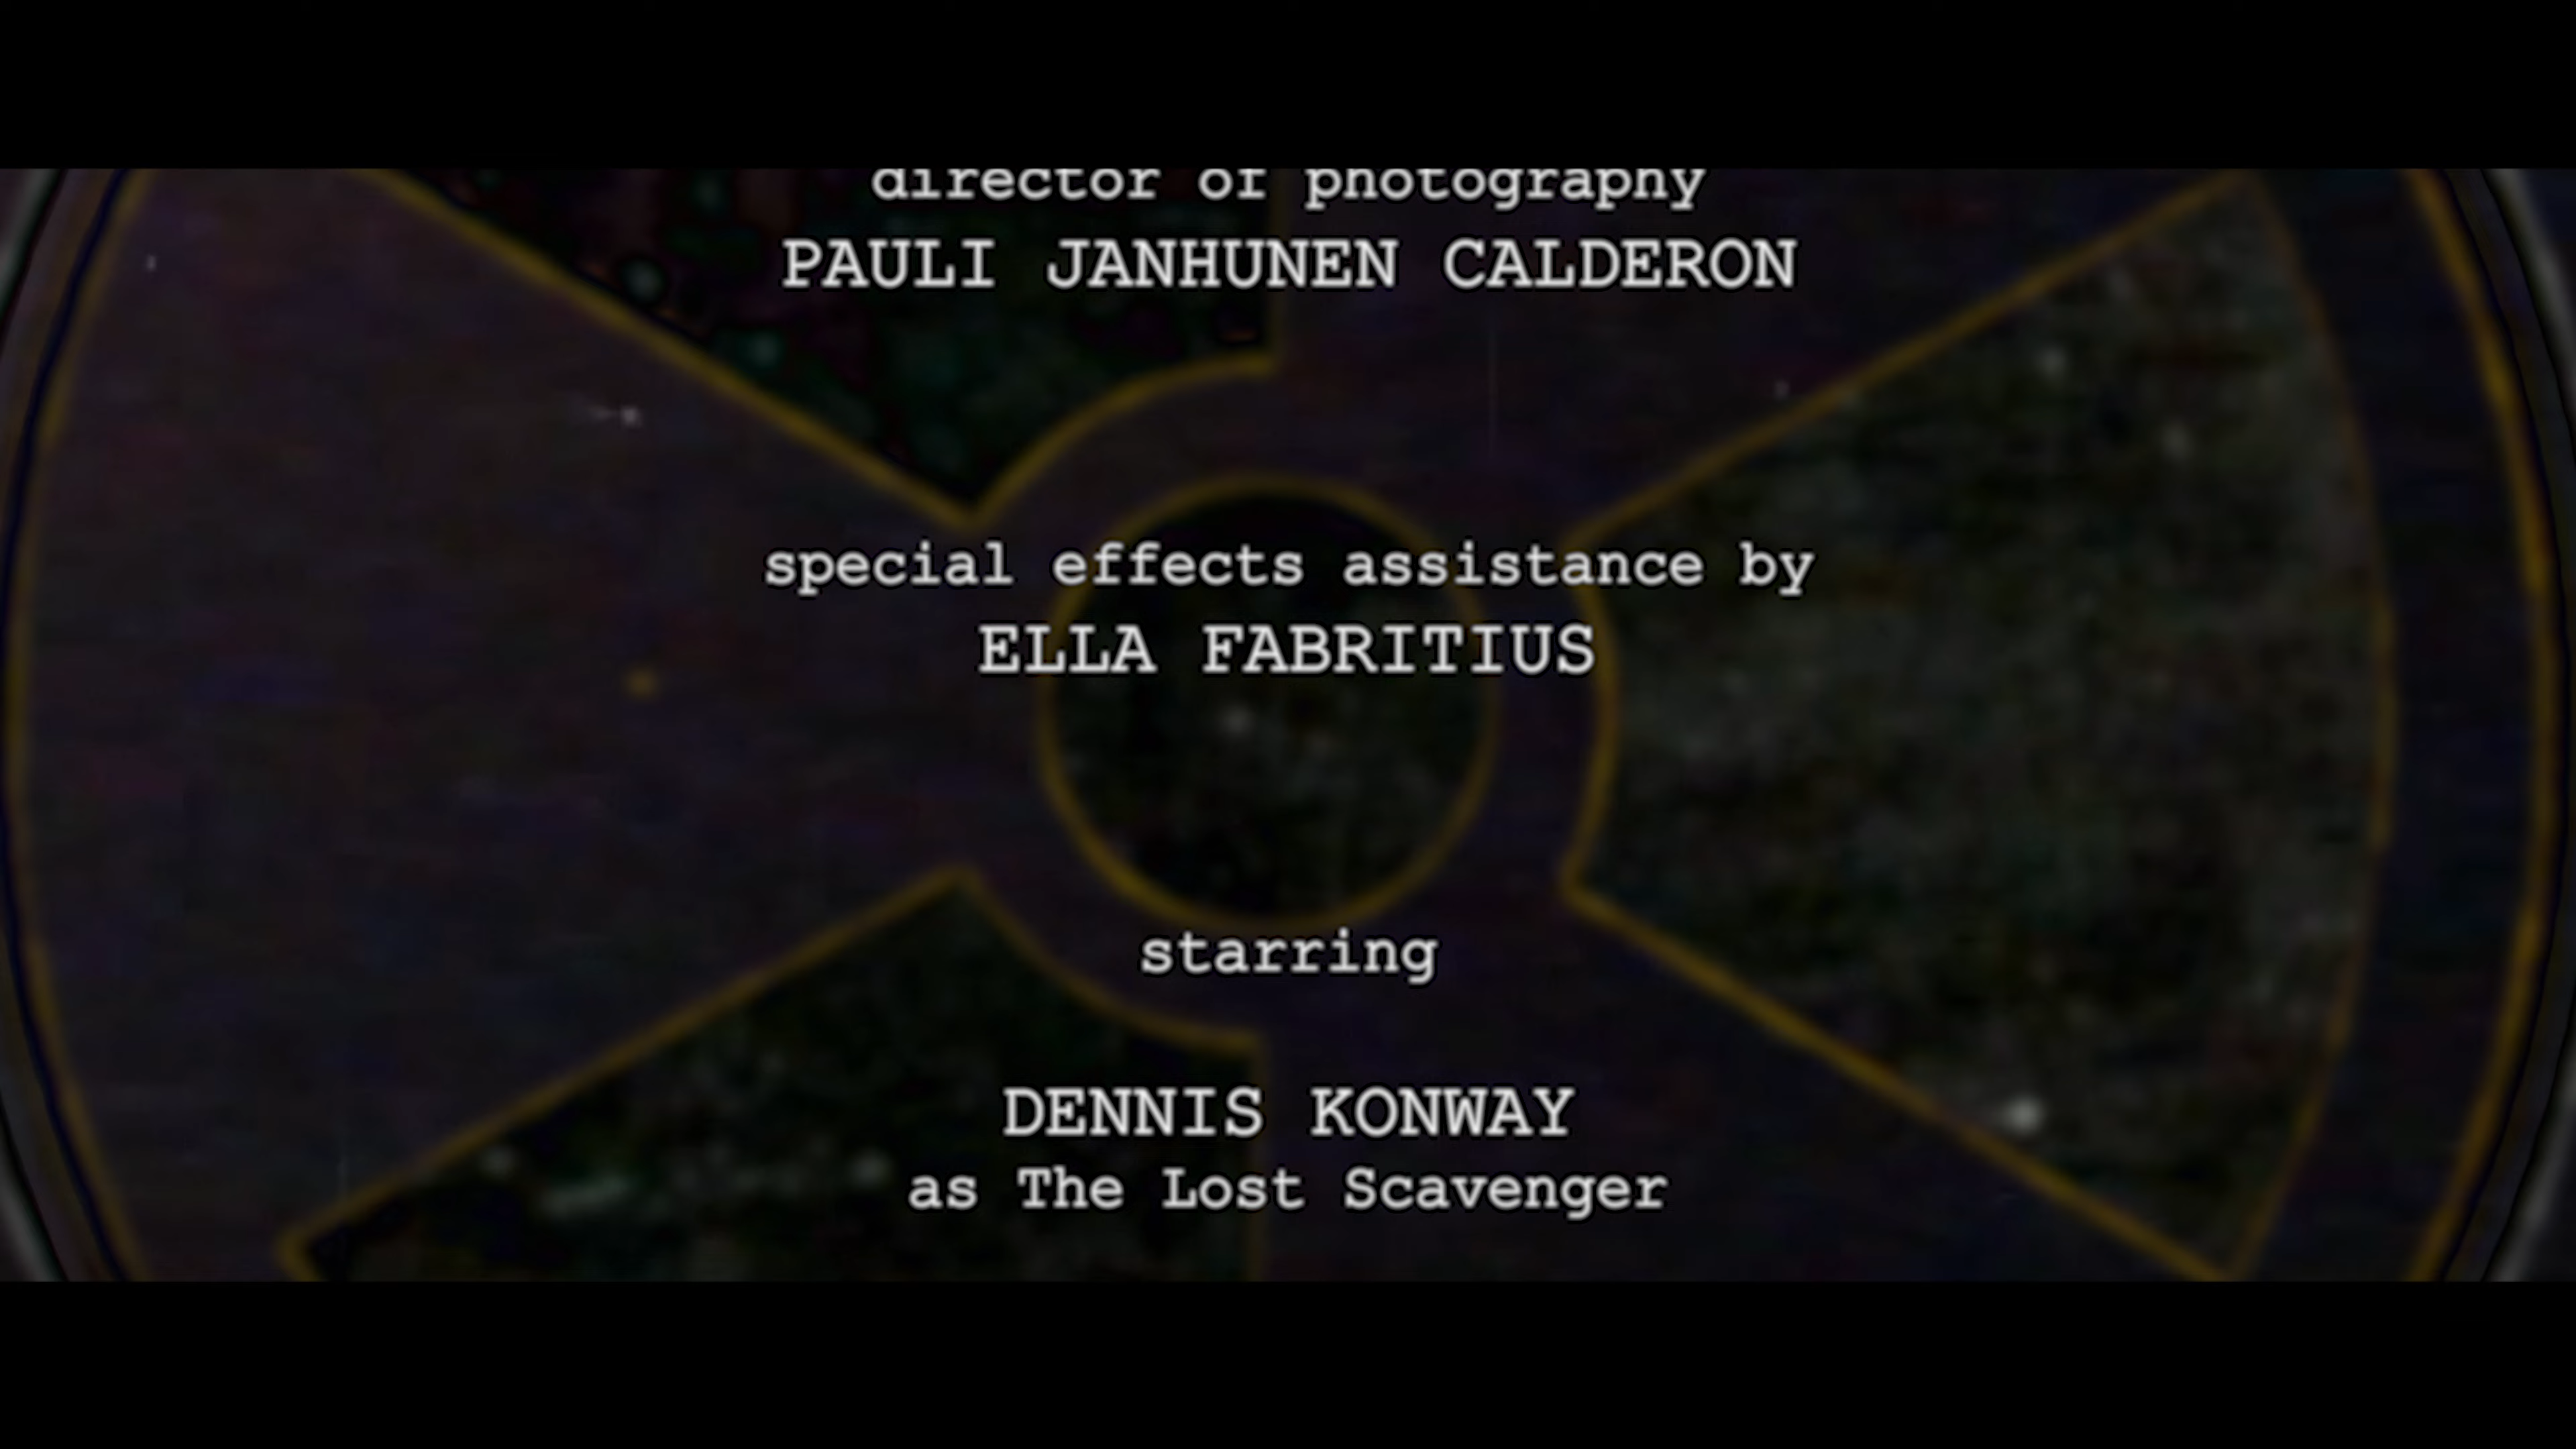 director of photography
PAULI JANHUNEN CALDERON
special effects assistance by
ELLA FABRITIUS
starring
DENNIS KONWAY
as The Lost Scavenger